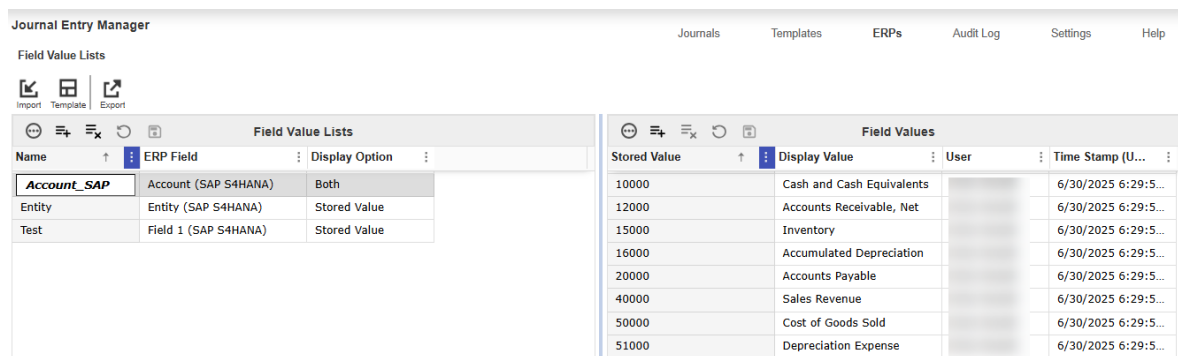 Journal Entry Manager
Journals Templates ERPs Audit Log Settings Help
Field Value Lists
Import Template Export
Field Value Lists
Name ERP Field Display Option
Account_SAP Account (SAP S4HANA) Both
Entity Entity (SAP S4HANA) Stored Value
Test Field 1 (SAP S4HANA) Stored Value
Field Values
Stored Value Display Value User Time Stamp (U...
10000 Cash and Cash Equivalents 6/30/2025 6:29:5...
12000 Accounts Receivable, Net 6/30/2025 6:29:5...
15000 Inventory 6/30/2025 6:29:5...
16000 Accumulated Depreciation 6/30/2025 6:29:5...
20000 Accounts Payable 6/30/2025 6:29:5...
40000 Sales Revenue 6/30/2025 6:29:5...
50000 Cost of Goods Sold 6/30/2025 6:29:5...
51000 Depreciation Expense 6/30/2025 6:29:5...